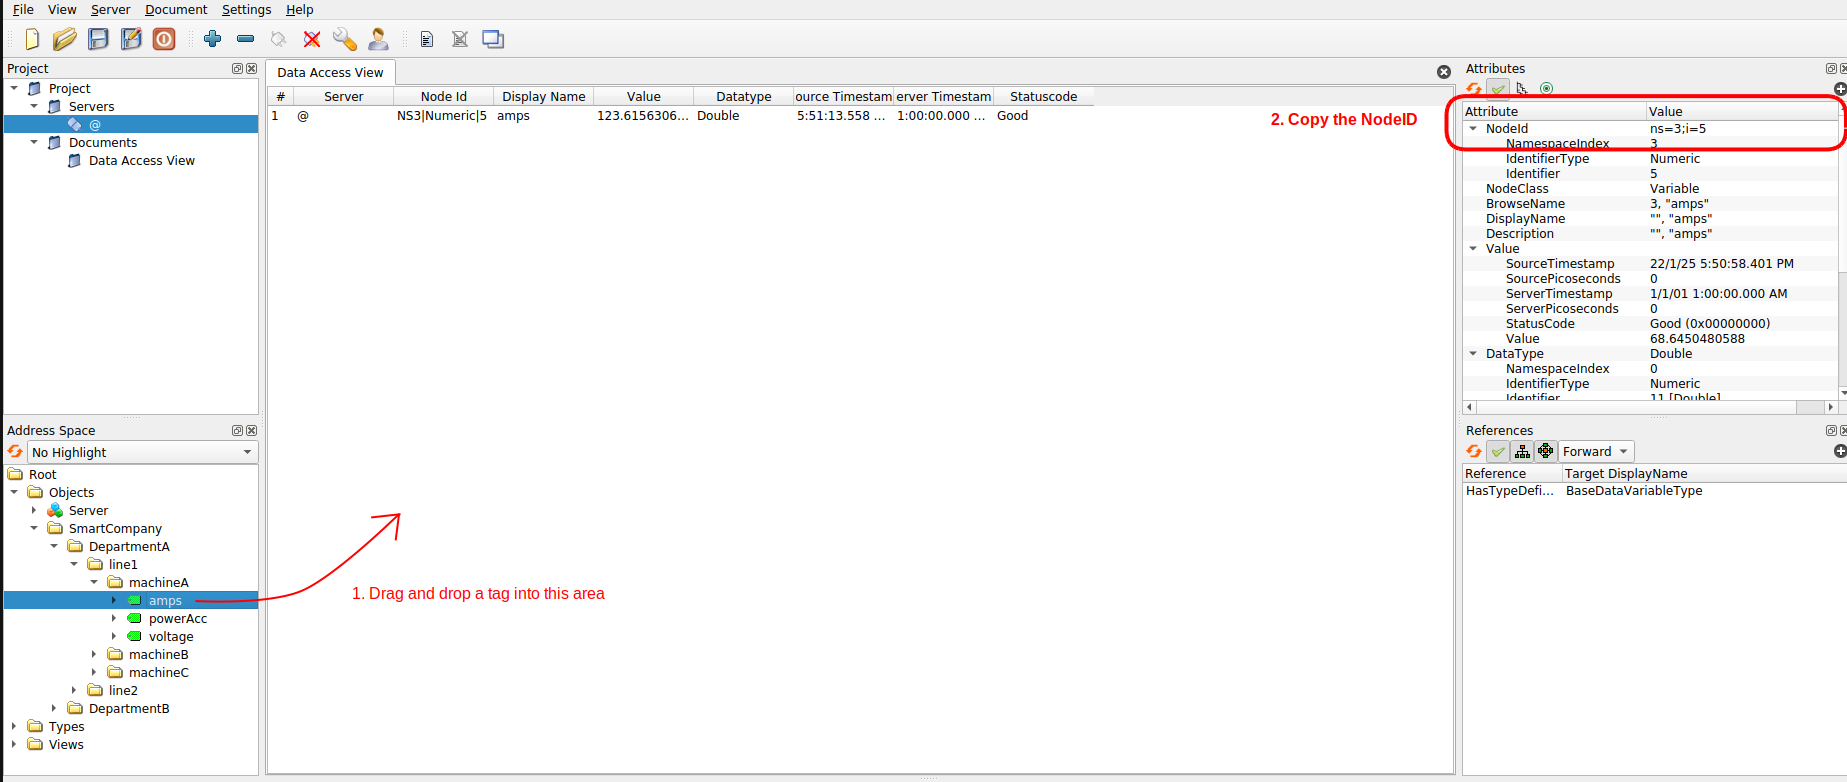 File View Server Document Settings Help
Project
Project
Servers
@
Documents
Data Access View
Address Space
No Highlight
Root
Objects
Server
SmartCompany
DepartmentA
line1
machineA
amps
powerAcc
voltage
machineB
machineC
line2
DepartmentB
Types
Views
Data Access View
# Server Node Id Display Name Value Datatype ource Timestam erver Timestam Statuscode
1 @ NS3|Numeric|5 amps 123.6156306... Double 5:51:13.558 ... 1:00:00.000 ... Good
2. Copy the NodeID
1. Drag and drop a tag into this area
Attributes
Attribute Value
NodeId ns=3;i=5
NamespaceIndex 3
IdentifierType Numeric
Identifier 5
NodeClass Variable
BrowseName 3, "amps"
DisplayName "", "amps"
Description "", "amps"
Value
SourceTimestamp 22/1/25 5:50:58.401 PM
SourcePicoseconds 0
ServerTimestamp 1/1/01 1:00:00.000 AM
ServerPicoseconds 0
StatusCode Good (0x00000000)
Value 68.6450480588
DataType Double
NamespaceIndex 0
IdentifierType Numeric
Identifier 11 [Double]
References
Forward
Reference Target DisplayName
HasTypeDefi... BaseDataVariableType